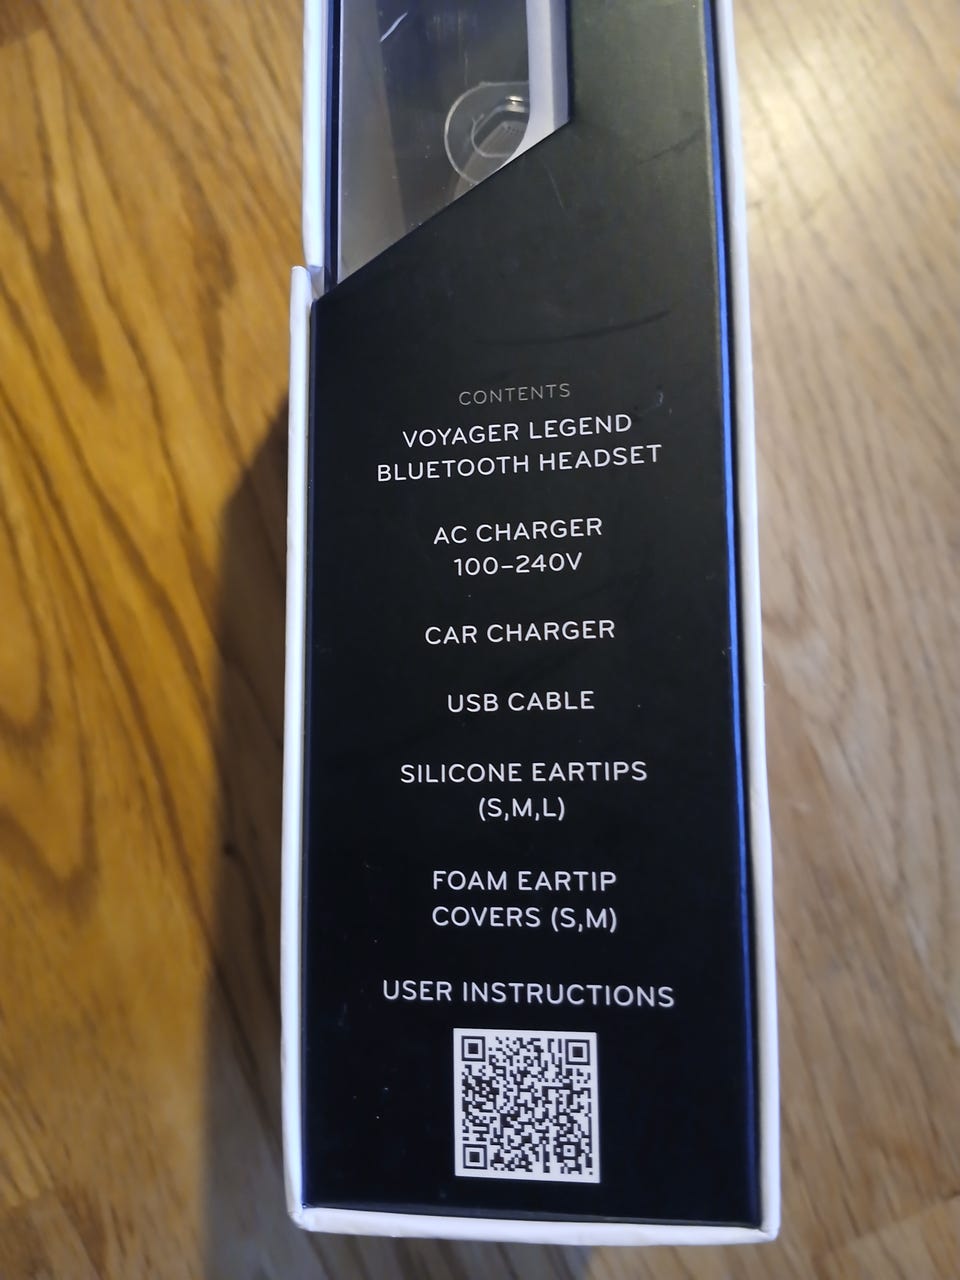 CONTENTS
VOYAGER LEGEND
BLUETOOTH HEADSET
AC CHARGER
100–240V
CAR CHARGER
USB CABLE
SILICONE EARTIPS
(S,M,L)
FOAM EARTIP
COVERS (S,M)
USER INSTRUCTIONS